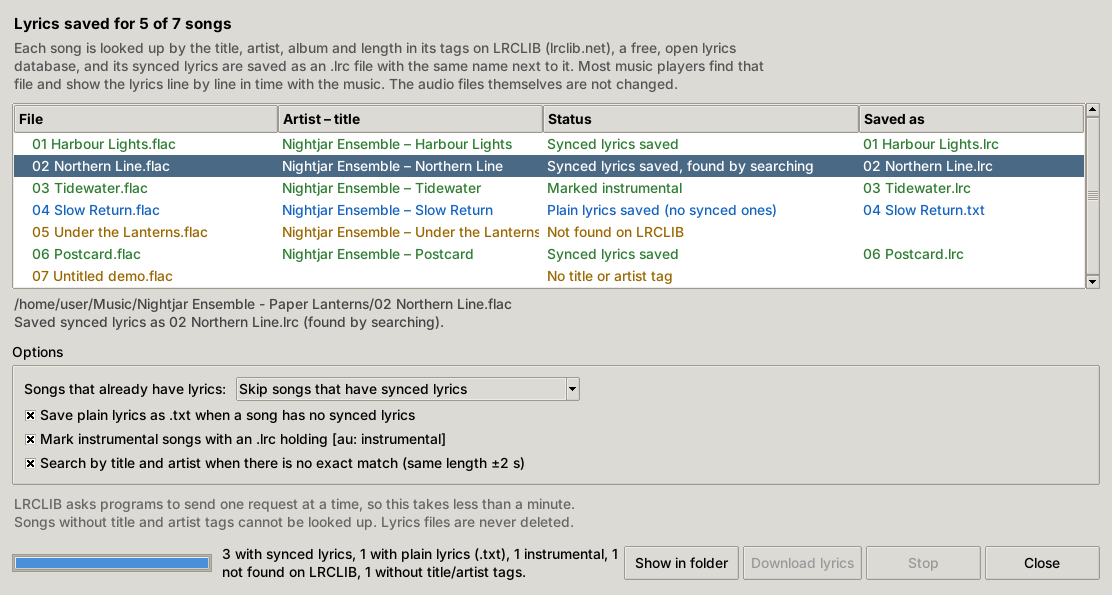 Lyrics saved for 5 of 7 songs
Each song is looked up by the title, artist, album and length in its tags on LRCLIB (lrclib.net), a free, open lyrics
database, and its synced lyrics are saved as an .lrc file with the same name next to it. Most music players find that
file and show the lyrics line by line in time with the music. The audio files themselves are not changed.
File Artist – title Status Saved as
01 Harbour Lights.flac Nightjar Ensemble – Harbour Lights Synced lyrics saved 01 Harbour Lights.lrc
02 Northern Line.flac Nightjar Ensemble – Northern Line Synced lyrics saved, found by searching 02 Northern Line.lrc
03 Tidewater.flac Nightjar Ensemble – Tidewater Marked instrumental 03 Tidewater.lrc
04 Slow Return.flac Nightjar Ensemble – Slow Return Plain lyrics saved (no synced ones) 04 Slow Return.txt
05 Under the Lanterns.flac Nightjar Ensemble – Under the Lanterns Not found on LRCLIB
06 Postcard.flac Nightjar Ensemble – Postcard Synced lyrics saved 06 Postcard.lrc
07 Untitled demo.flac No title or artist tag
/home/user/Music/Nightjar Ensemble - Paper Lanterns/02 Northern Line.flac
Saved synced lyrics as 02 Northern Line.lrc (found by searching).
Options
Songs that already have lyrics: Skip songs that have synced lyrics
Save plain lyrics as .txt when a song has no synced lyrics
Mark instrumental songs with an .lrc holding [au: instrumental]
Search by title and artist when there is no exact match (same length ±2 s)
LRCLIB asks programs to send one request at a time, so this takes less than a minute.
Songs without title and artist tags cannot be looked up. Lyrics files are never deleted.
3 with synced lyrics, 1 with plain lyrics (.txt), 1 instrumental, 1
not found on LRCLIB, 1 without title/artist tags.
Show in folder Download lyrics Stop Close